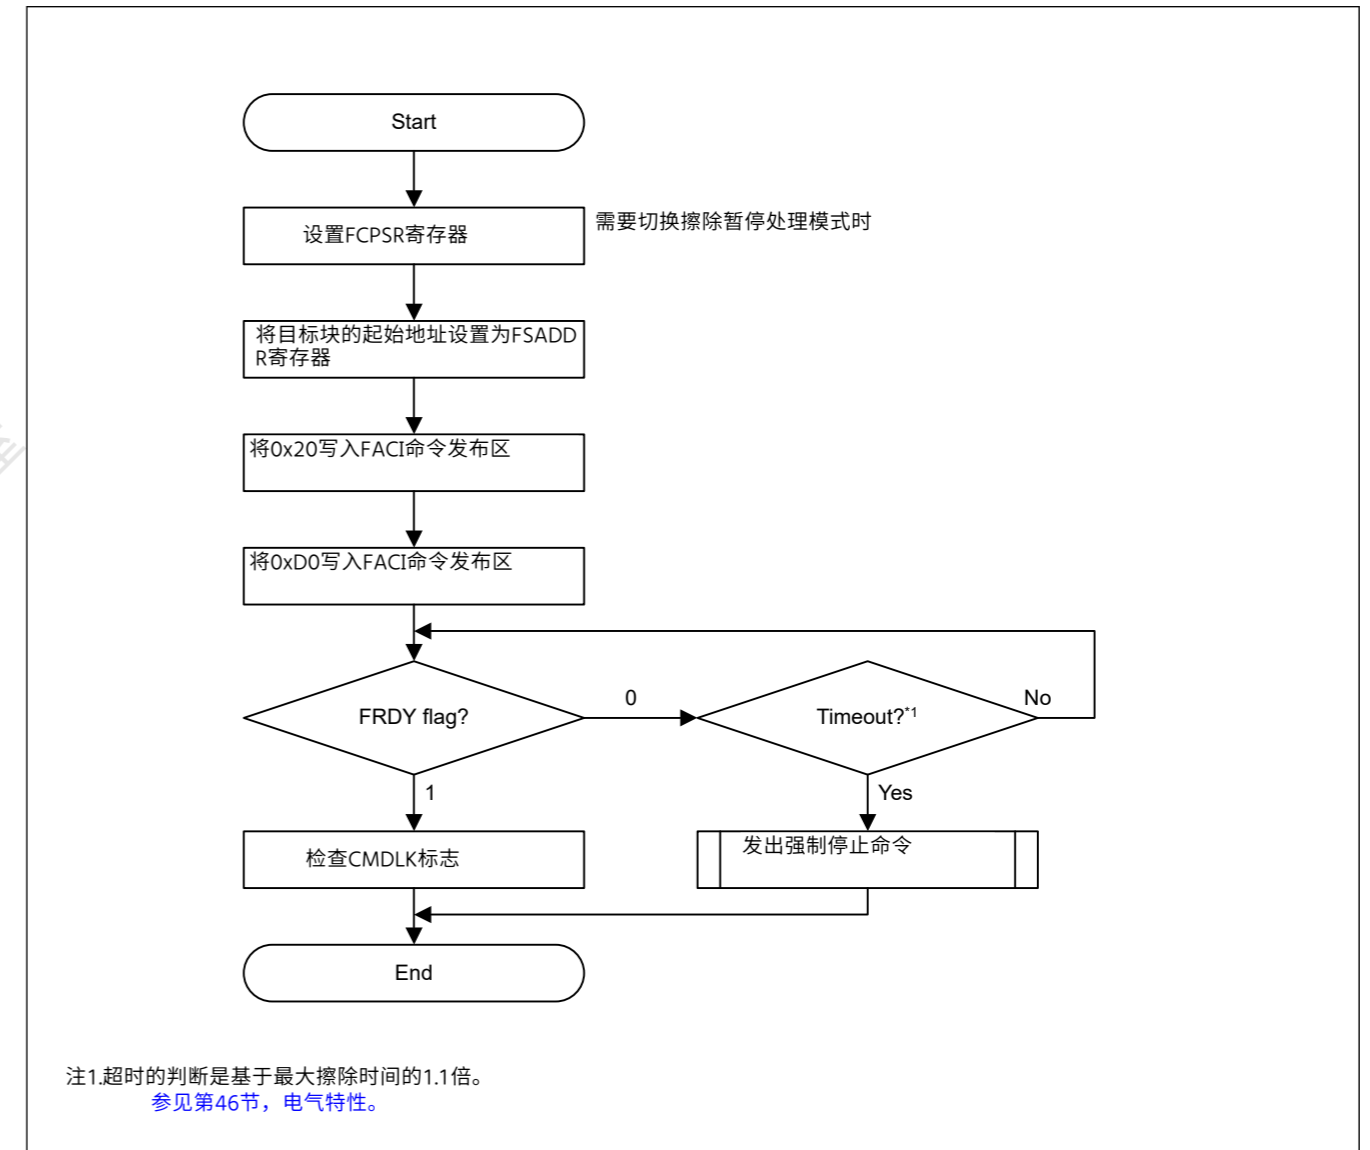 Start
设置FCPSR寄存器
需要切换擦除暂停处理模式时
将目标块的起始地址设置为FSADD
R寄存器
将0x20写入FACI命令发布区
将0xD0写入FACI命令发布区
FRDY flag?
0
Timeout?*1
No
1
Yes
检查CMDLK标志
发出强制停止命令
End
注1.超时的判断是基于最大擦除时间的1.1倍。
参见第46节，电气特性。